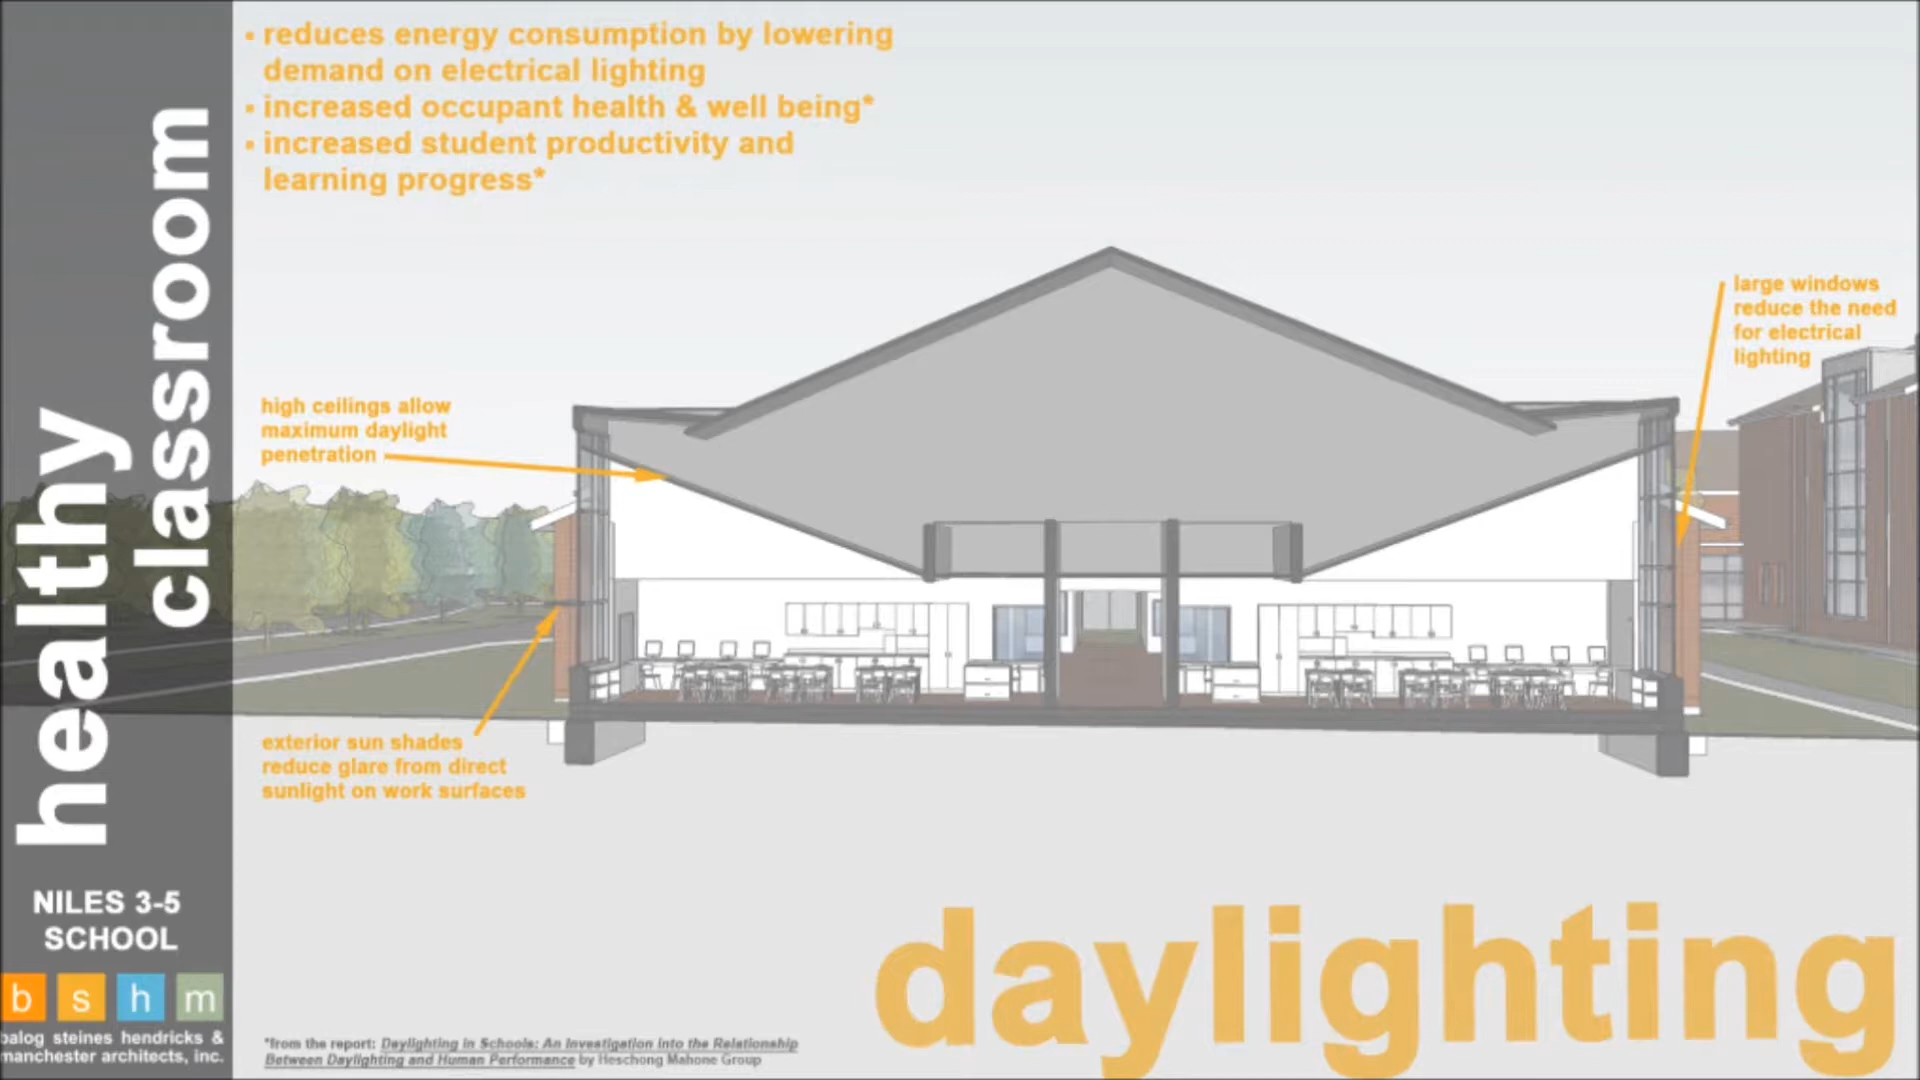 healthy
classroom
NILES 3-5
SCHOOL
b s h m
balog steines hendricks &
manchester architects, inc.
▪ reduces energy consumption by lowering
demand on electrical lighting
▪ increased occupant health & well being*
▪ increased student productivity and
learning progress*
high ceilings allow
maximum daylight
penetration
large windows
reduce the need
for electrical
lighting
exterior sun shades
reduce glare from direct
sunlight on work surfaces
daylighting
*from the report: Daylighting in Schools: An Investigation into the Relationship
Between Daylighting and Human Performance by Heschong Mahone Group